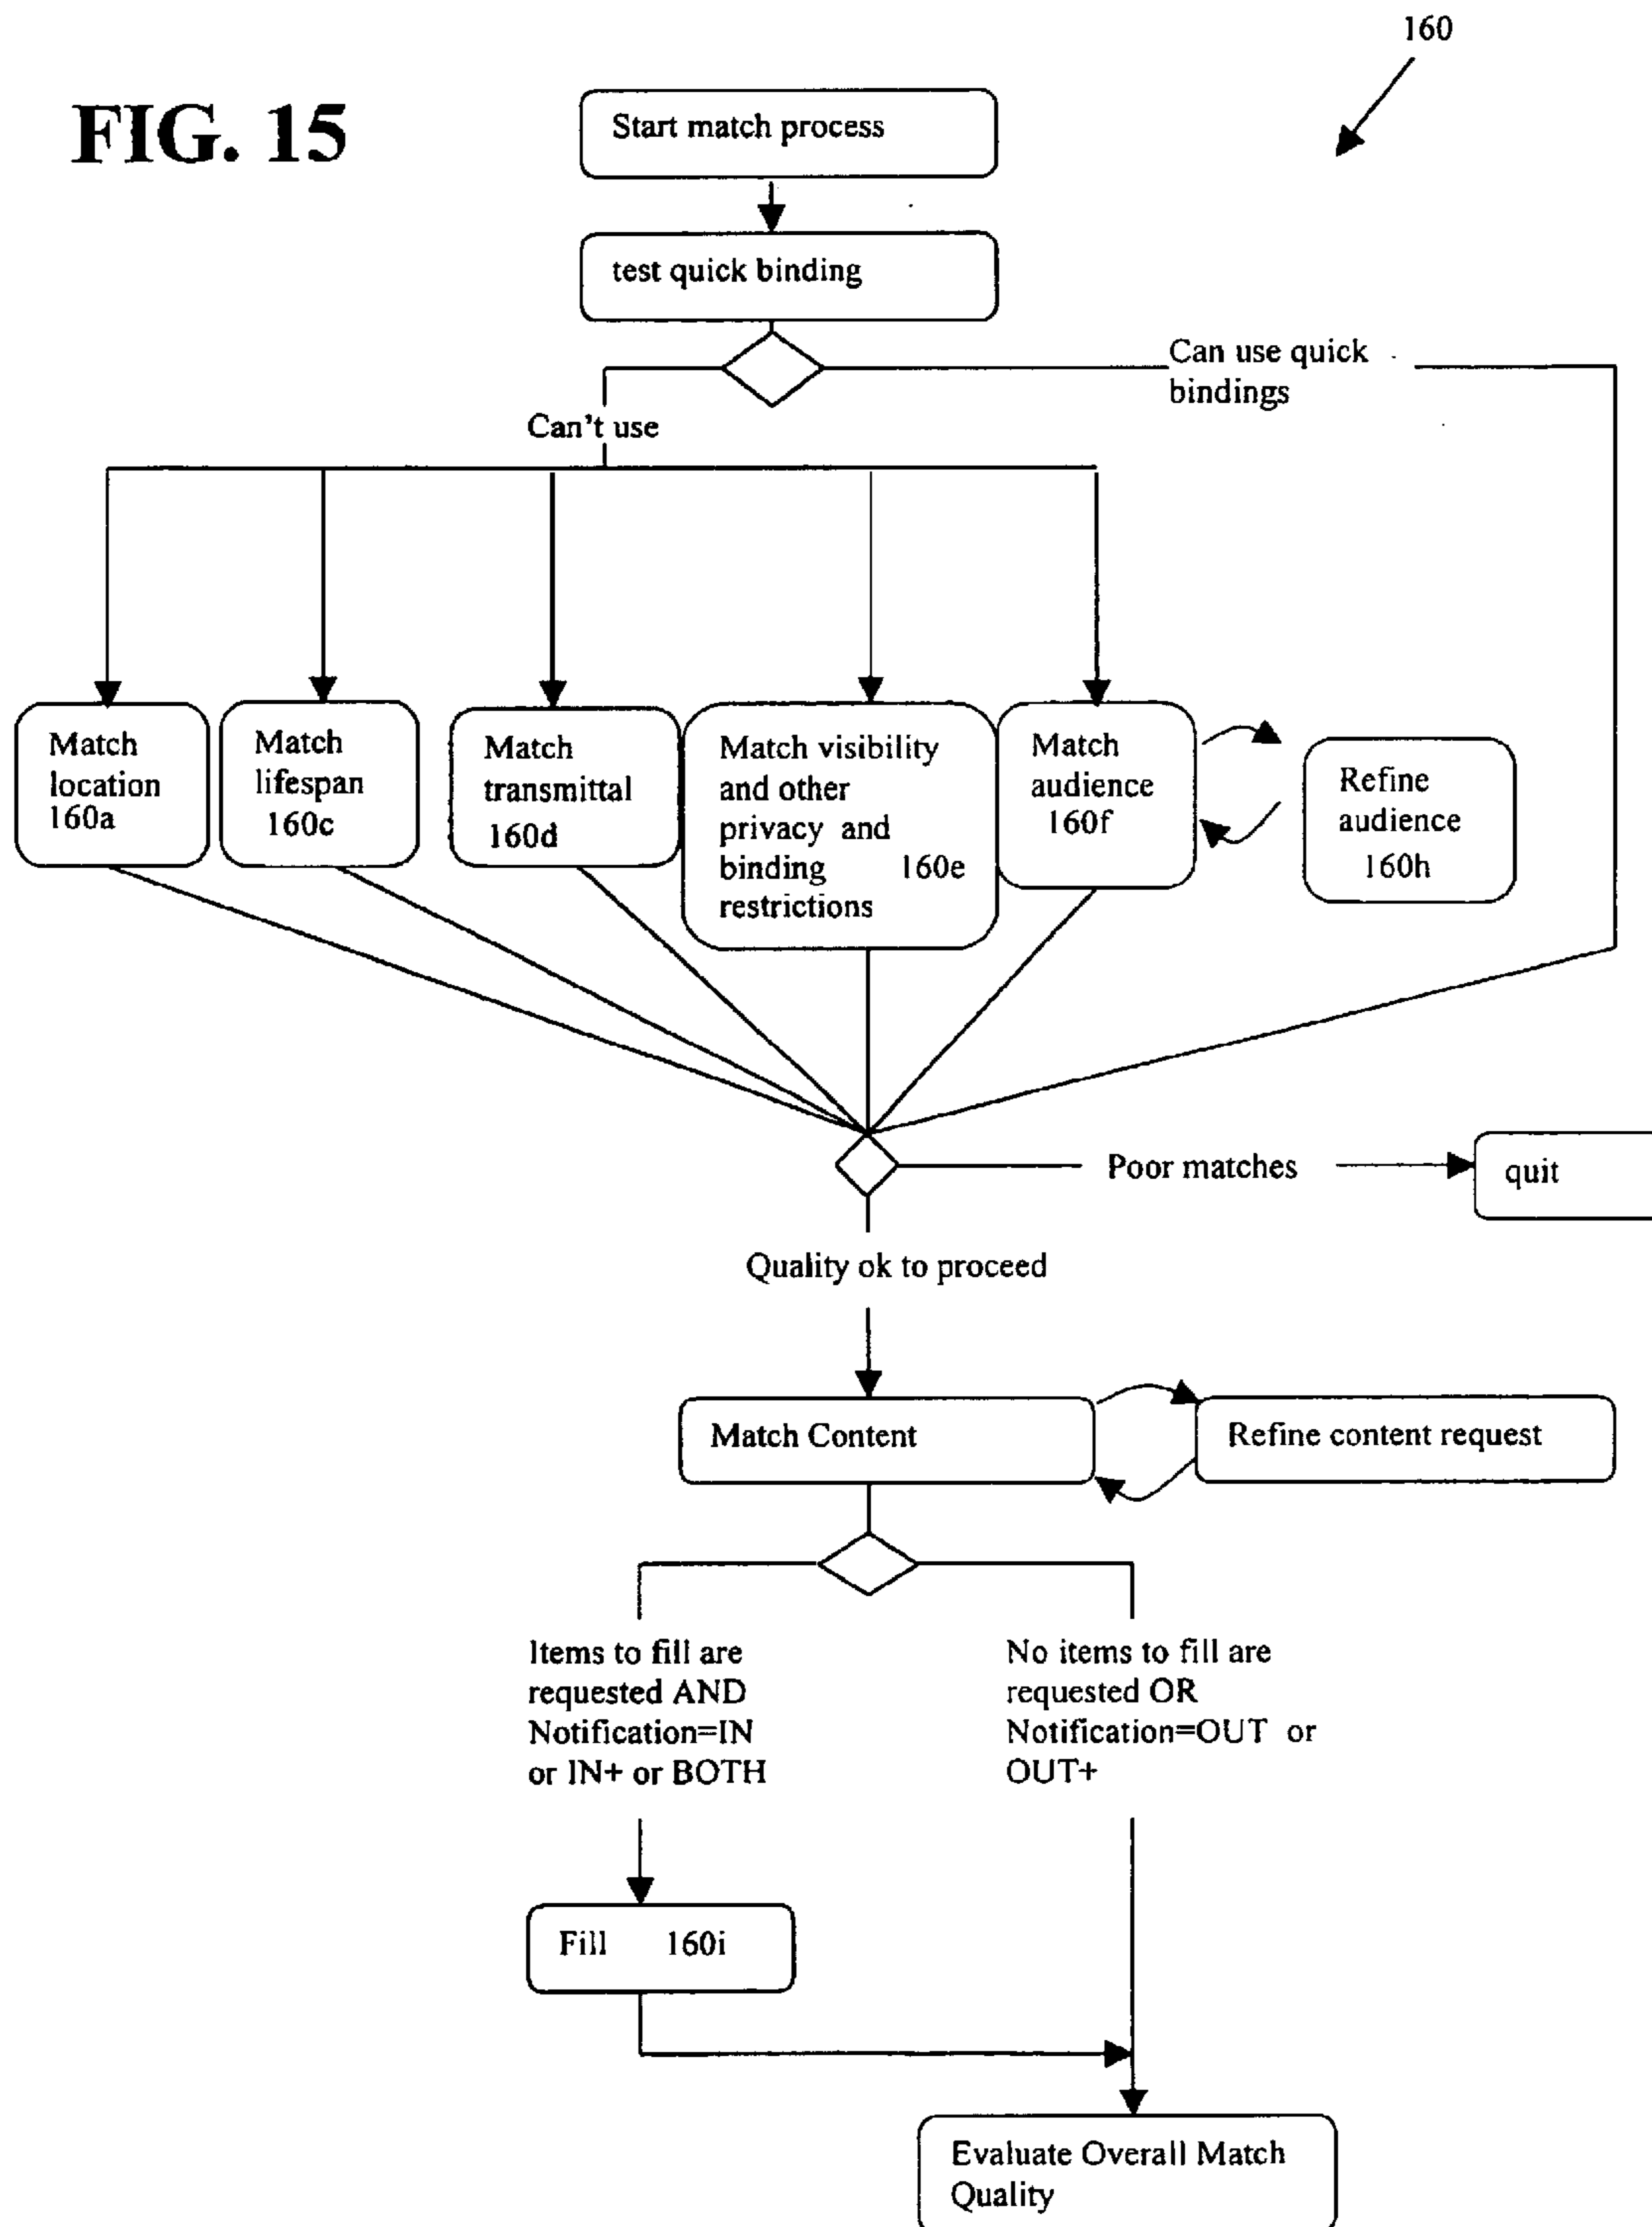 160
FIG. 15
Start match process
test quick binding
Can use quick
bindings
Can't use
Match
location
160a
Match
lifespan
160c
Match
transmittal
160d
Match visibility
and other
privacy and
binding 160e
restrictions
Match
audience
160f
Refine
audience
160h
Poor matches
quit
Quality ok to proceed
Match Content
Refine content request
Items to fill are
requested AND
Notification=IN
or IN+ or BOTH
No items to fill are
requested OR
Notification=OUT or
OUT+
Fill 160i
Evaluate Overall Match
Quality